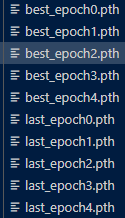 best_epoch0.pth
best_epoch1.pth
best_epoch2.pth
best_epoch3.pth
best_epoch4.pth
last_epoch0.pth
last_epoch1.pth
last_epoch2.pth
last_epoch3.pth
last_epoch4.pth